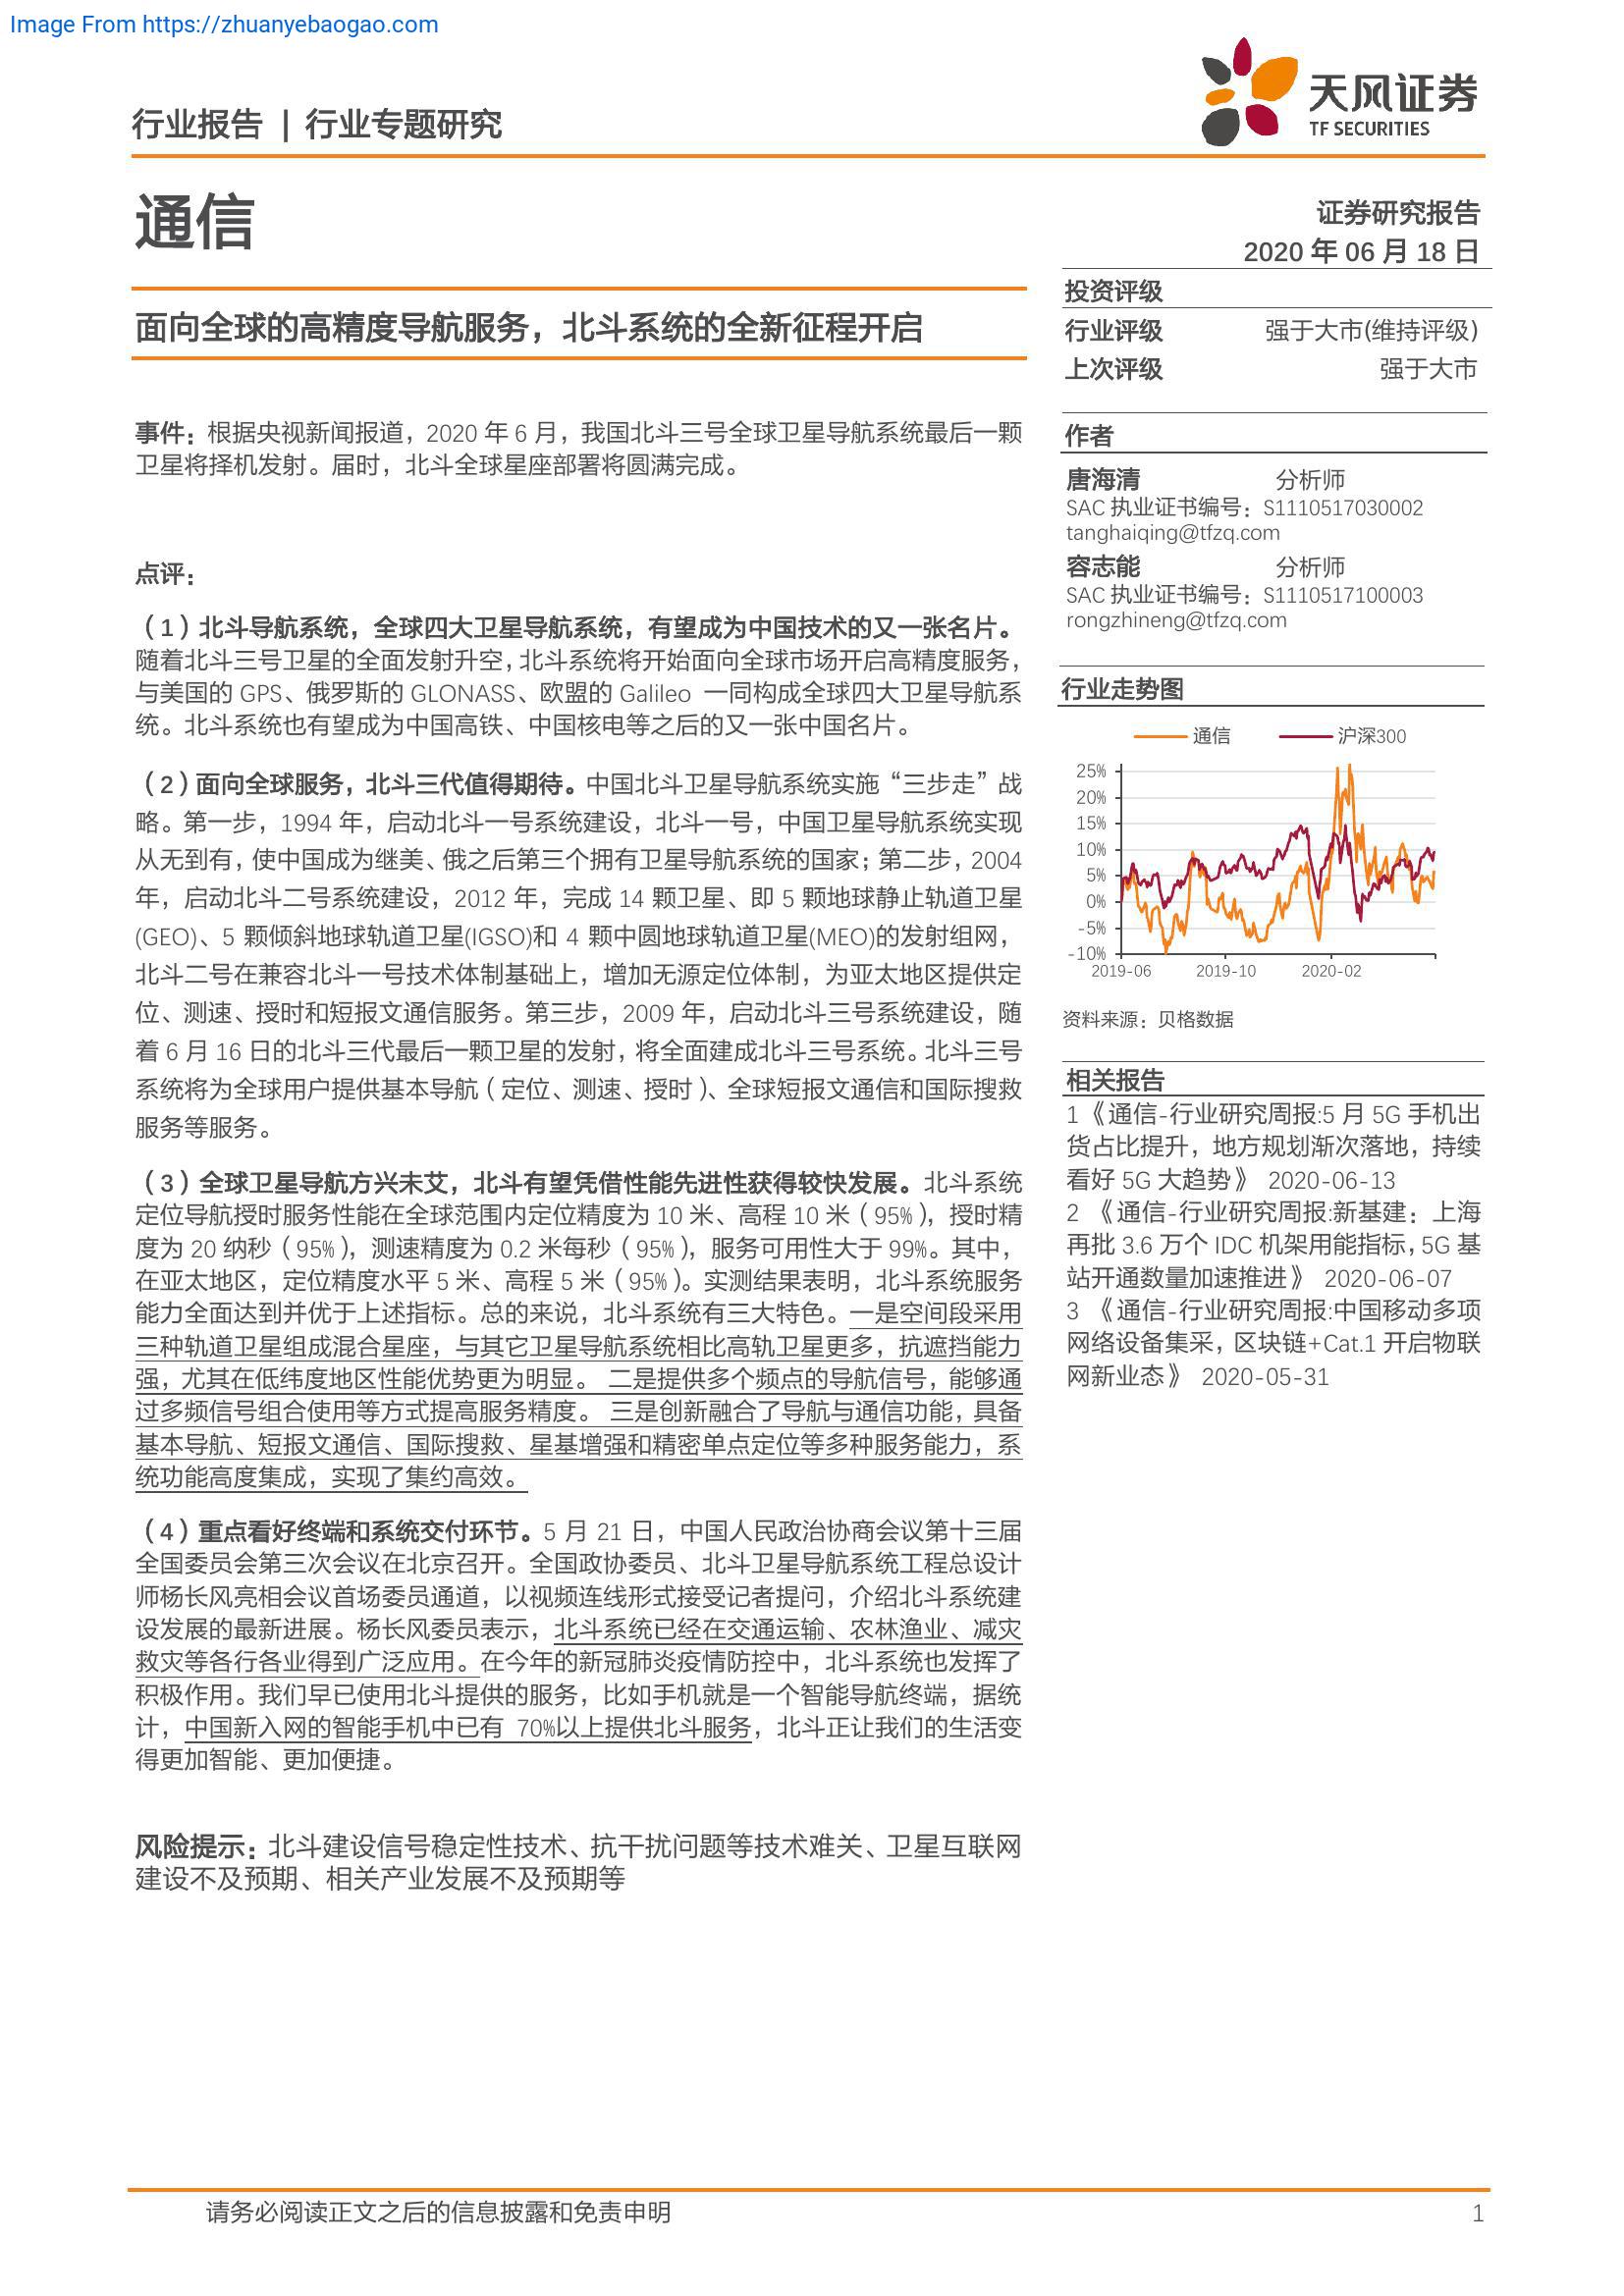 Image From https://zhuanyebaogao.com
行业报告 | 行业专题研究
天风证券
TF SECURITIES
通信
证券研究报告
2020 年 06 月 18 日
面向全球的高精度导航服务，北斗系统的全新征程开启
投资评级
行业评级 强于大市(维持评级)
上次评级 强于大市
事件：根据央视新闻报道，2020 年 6 月，我国北斗三号全球卫星导航系统最后一颗
卫星将择机发射。届时，北斗全球星座部署将圆满完成。
点评：
（1）北斗导航系统，全球四大卫星导航系统，有望成为中国技术的又一张名片。
随着北斗三号卫星的全面发射升空，北斗系统将开始面向全球市场开启高精度服务，
与美国的 GPS、俄罗斯的 GLONASS、欧盟的 Galileo 一同构成全球四大卫星导航系
统。北斗系统也有望成为中国高铁、中国核电等之后的又一张中国名片。
（2）面向全球服务，北斗三代值得期待。中国北斗卫星导航系统实施“三步走”战
略。第一步，1994 年，启动北斗一号系统建设，北斗一号，中国卫星导航系统实现
从无到有，使中国成为继美、俄之后第三个拥有卫星导航系统的国家；第二步，2004
年，启动北斗二号系统建设，2012 年，完成 14 颗卫星、即 5 颗地球静止轨道卫星
(GEO)、5 颗倾斜地球轨道卫星(IGSO)和 4 颗中圆地球轨道卫星(MEO)的发射组网，
北斗二号在兼容北斗一号技术体制基础上，增加无源定位体制，为亚太地区提供定
位、测速、授时和短报文通信服务。第三步，2009 年，启动北斗三号系统建设，随
着 6 月 16 日的北斗三代最后一颗卫星的发射，将全面建成北斗三号系统。北斗三号
系统将为全球用户提供基本导航（定位、测速、授时）、全球短报文通信和国际搜救
服务等服务。
（3）全球卫星导航方兴未艾，北斗有望凭借性能先进性获得较快发展。北斗系统
定位导航授时服务性能在全球范围内定位精度为 10 米、高程 10 米（95%），授时精
度为 20 纳秒（95%），测速精度为 0.2 米每秒（95%），服务可用性大于 99%。其中，
在亚太地区，定位精度水平 5 米、高程 5 米（95%）。实测结果表明，北斗系统服务
能力全面达到并优于上述指标。总的来说，北斗系统有三大特色。一是空间段采用
三种轨道卫星组成混合星座，与其它卫星导航系统相比高轨卫星更多，抗遮挡能力
强，尤其在低纬度地区性能优势更为明显。 二是提供多个频点的导航信号，能够通
过多频信号组合使用等方式提高服务精度。 三是创新融合了导航与通信功能，具备
基本导航、短报文通信、国际搜救、星基增强和精密单点定位等多种服务能力，系
统功能高度集成，实现了集约高效。
（4）重点看好终端和系统交付环节。5 月 21 日，中国人民政治协商会议第十三届
全国委员会第三次会议在北京召开。全国政协委员、北斗卫星导航系统工程总设计
师杨长风亮相会议首场委员通道，以视频连线形式接受记者提问，介绍北斗系统建
设发展的最新进展。杨长风委员表示，北斗系统已经在交通运输、农林渔业、减灾
救灾等各行各业得到广泛应用。在今年的新冠肺炎疫情防控中，北斗系统也发挥了
积极作用。我们早已使用北斗提供的服务，比如手机就是一个智能导航终端，据统
计，中国新入网的智能手机中已有 70%以上提供北斗服务，北斗正让我们的生活变
得更加智能、更加便捷。
风险提示：北斗建设信号稳定性技术、抗干扰问题等技术难关、卫星互联网
建设不及预期、相关产业发展不及预期等
作者
唐海清 分析师
SAC 执业证书编号：S1110517030002
tanghaiqing@tfzq.com
容志能 分析师
SAC 执业证书编号：S1110517100003
rongzhineng@tfzq.com
行业走势图
通信 沪深300
25%
20%
15%
10%
5%
0%
-5%
-10%
2019-06 2019-10 2020-02
资料来源：贝格数据
相关报告
1《通信-行业研究周报:5 月 5G 手机出
货占比提升，地方规划渐次落地，持续
看好 5G 大趋势》 2020-06-13
2 《通信-行业研究周报:新基建：上海
再批 3.6 万个 IDC 机架用能指标，5G 基
站开通数量加速推进》 2020-06-07
3 《通信-行业研究周报:中国移动多项
网络设备集采，区块链+Cat.1 开启物联
网新业态》 2020-05-31
请务必阅读正文之后的信息披露和免责申明 1